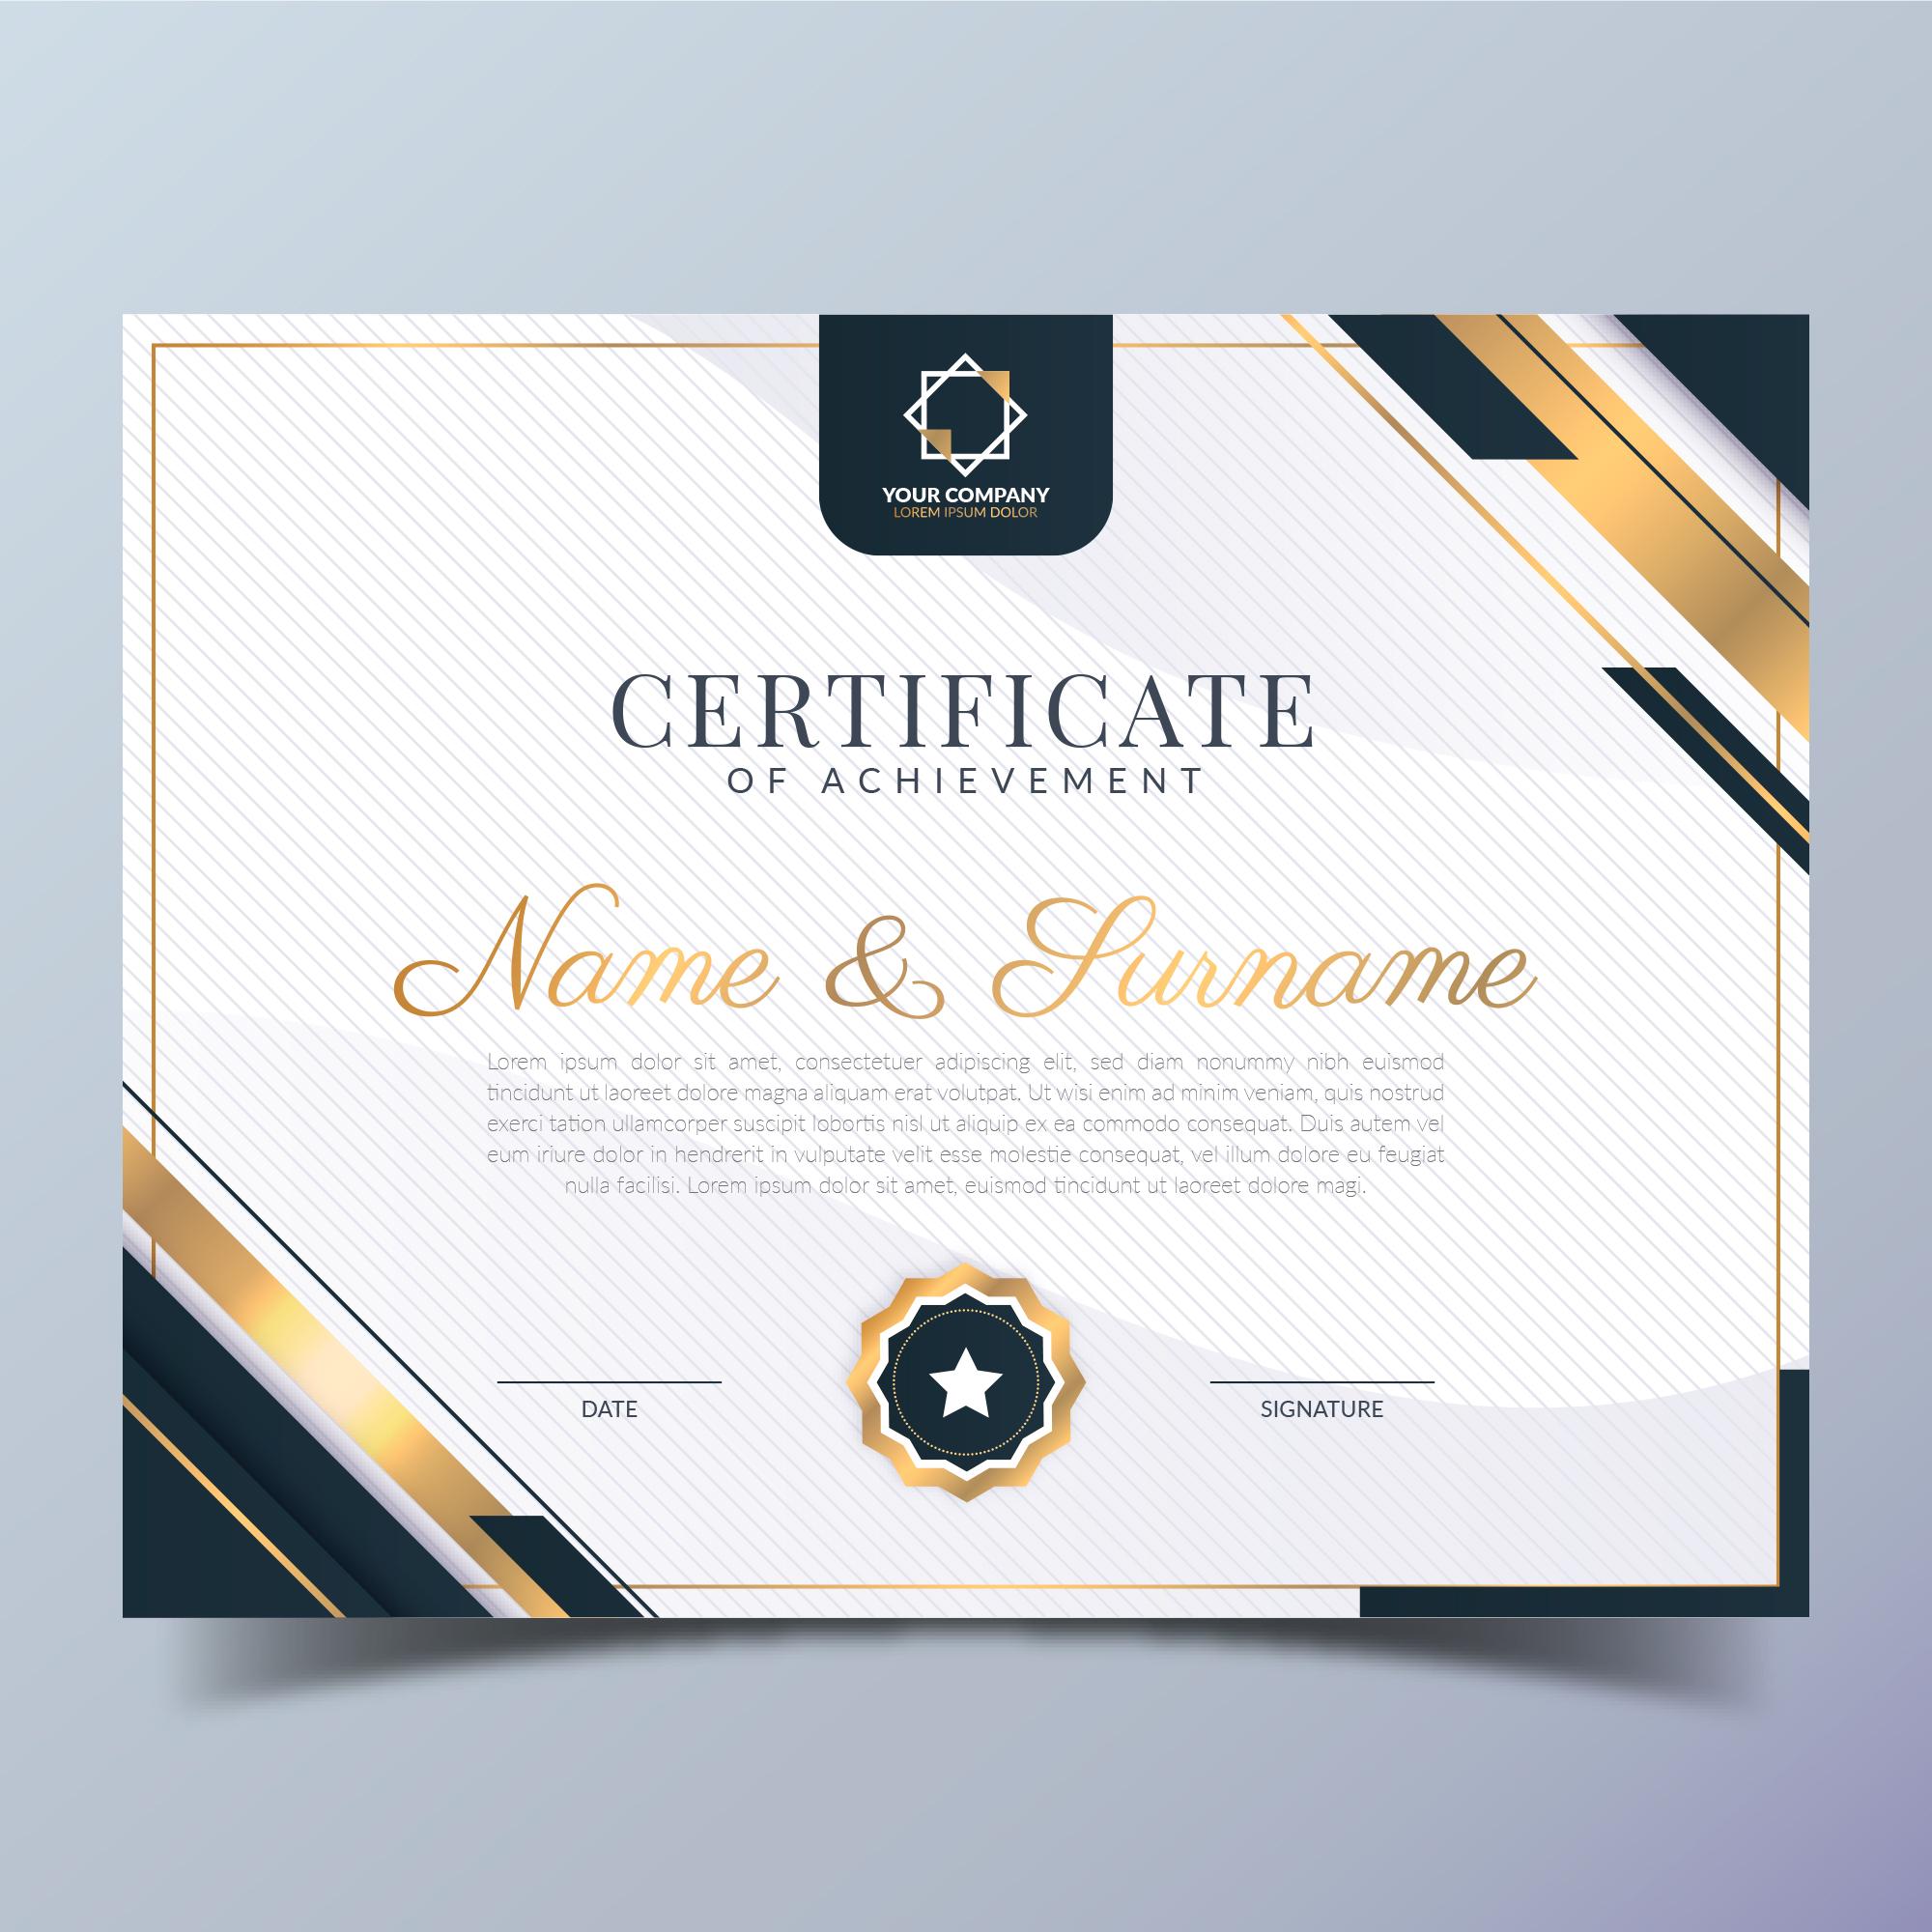 YOUR COMPANY
LOREM IPSUM DOLOR
CERTIFICATE
OF ACHIEVEMENT
Name & Surname
Lorem ipsum dolor sit amet, consectetuer adipiscing elit, sed diam nonummy nibh euismod
tincidunt ut laoreet dolore magna aliquam erat volutpat. Ut wisi enim ad minim veniam, quis nostrud
exerci tation ullamcorper suscipit lobortis nisl ut aliquip ex ea commodo consequat. Duis autem vel
eum iriure dolor in hendrerit in vulputate velit esse molestie consequat, vel illum dolore eu feugiat
nulla facilisi. Lorem ipsum dolor sit amet, euismod tincidunt ut laoreet dolore magi.
DATE
SIGNATURE